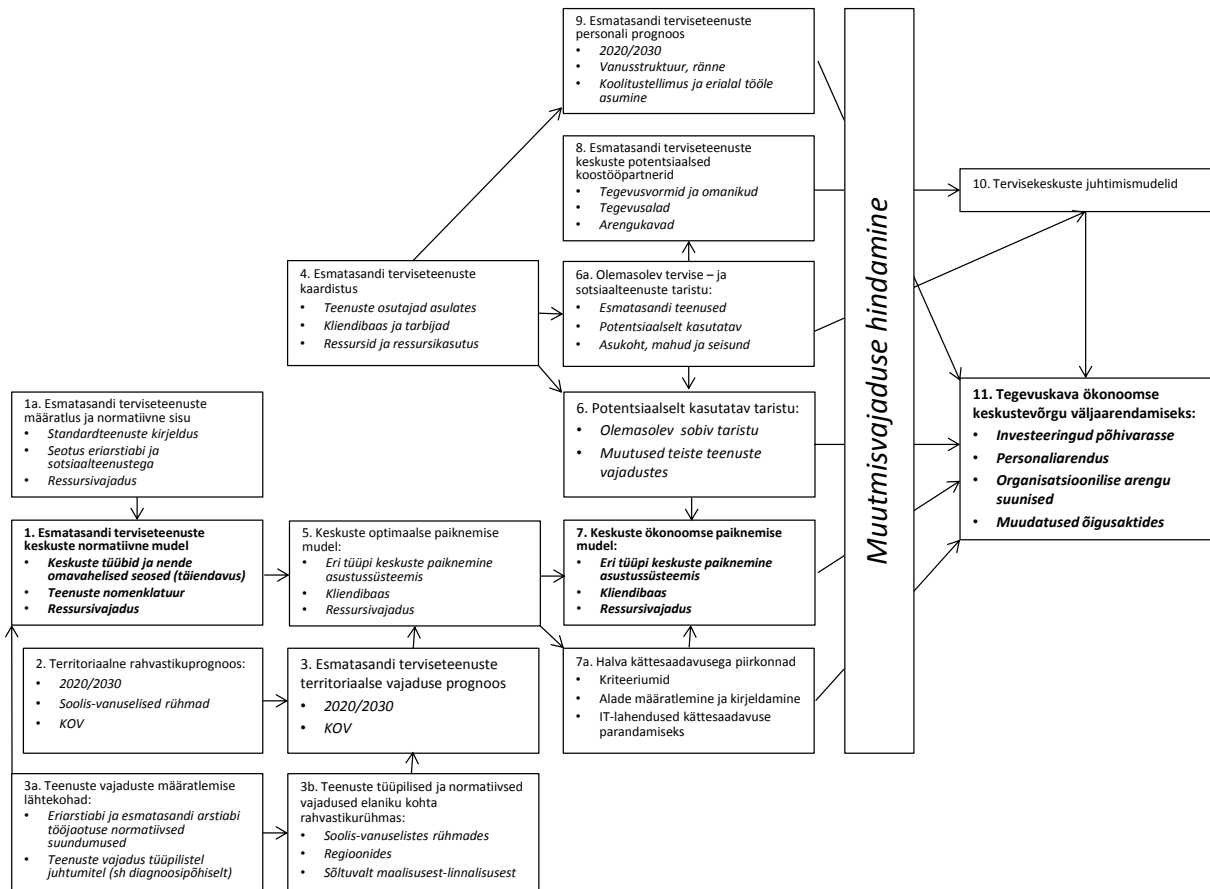 9. Esmatasandi terviseteenuste
personali prognoos
• 2020/2030
• Vanusstruktuur, ränne
• Koolitustellimus ja erialal tööle
asumine
8. Esmatasandi terviseteenuste
keskuste potentsiaalsed
koostööpartnerid
• Tegevusvormid ja omanikud
• Tegevusalad
• Arengukavad
4. Esmatasandi terviseteenuste
kaardistus
• Teenuste osutajad asulates
• Kliendibaas ja tarbijad
• Ressursid ja ressursikasutus
6a. Olemasolev tervise – ja
sotsiaalteenuste taristu:
• Esmatasandi teenused
• Potentsiaalselt kasutatav
• Asukoht, mahud ja seisund
1a. Esmatasandi terviseteenuste
määratlus ja normatiivne sisu
• Standardteenuste kirjeldus
• Seotus eriarstiabi ja
sotsiaalteenustega
• Ressursivajadus
6. Potentsiaalselt kasutatav taristu:
• Olemasolev sobiv taristu
• Muutused teiste teenuste
vajadustes
1. Esmatasandi terviseteenuste
keskuste normatiivne mudel
• Keskuste tüübid ja nende
omavahelised seosed (täiendavus)
• Teenuste nomenklatuur
• Ressursivajadus
5. Keskuste optimaalse paiknemise
mudel:
• Eri tüüpi keskuste paiknemine
asustussüsteemis
• Kliendibaas
• Ressursivajadus
7. Keskuste ökonoomse paiknemise
mudel:
• Eri tüüpi keskuste paiknemine
asustussüsteemis
• Kliendibaas
• Ressursivajadus
2. Territoriaalne rahvastikuprognoos:
• 2020/2030
• Soolis-vanuselised rühmad
• KOV
3. Esmatasandi terviseteenuste
territoriaalse vajaduse prognoos
• 2020/2030
• KOV
7a. Halva kättesaadavusega piirkonnad
• Kriteeriumid
• Alade määratlemine ja kirjeldamine
• IT-lahendused kättesaadavuse
parandamiseks
3a. Teenuste vajaduste määratlemise
lähtekohad:
• Eriarstiabi ja esmatasandi arstiabi
tööjaotuse normatiivsed
suundumused
• Teenuste vajadus tüüpilistel
juhtumitel (sh diagnoosipõhiselt)
3b. Teenuste tüüpilised ja normatiivsed
vajadused elaniku kohta
rahvastikurühmas:
• Soolis-vanuselistes rühmades
• Regioonides
• Sõltuvalt maalisusest-linnalisusest
Muutmisvajaduse hindamine
10. Tervisekeskuste juhtimismudelid
11. Tegevuskava ökonoomse
keskustevõrgu väljaarendamiseks:
• Investeeringud põhivarasse
• Personaliarendus
• Organisatsioonilise arengu
suunised
• Muudatused õigusaktides